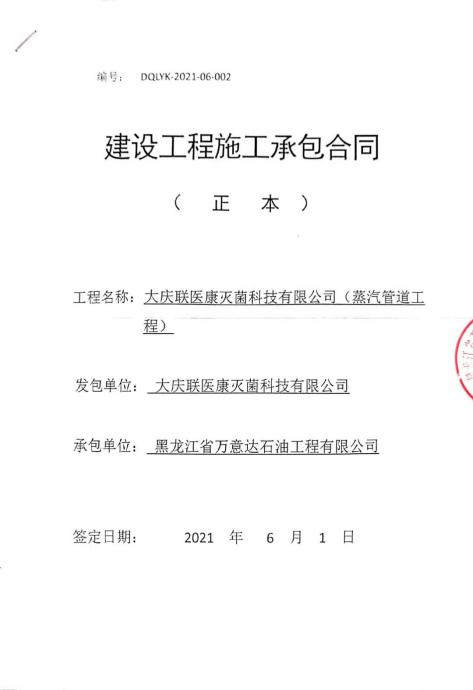 编号： DQLYK-2021-06-002
建设工程施工承包合同
（ 正 本 ）
工程名称：大庆联医康灭菌科技有限公司（蒸汽管道工
程）
发包单位： 大庆联医康灭菌科技有限公司
承包单位： 黑龙江省万意达石油工程有限公司
签定日期： 2021 年 6 月 1 日